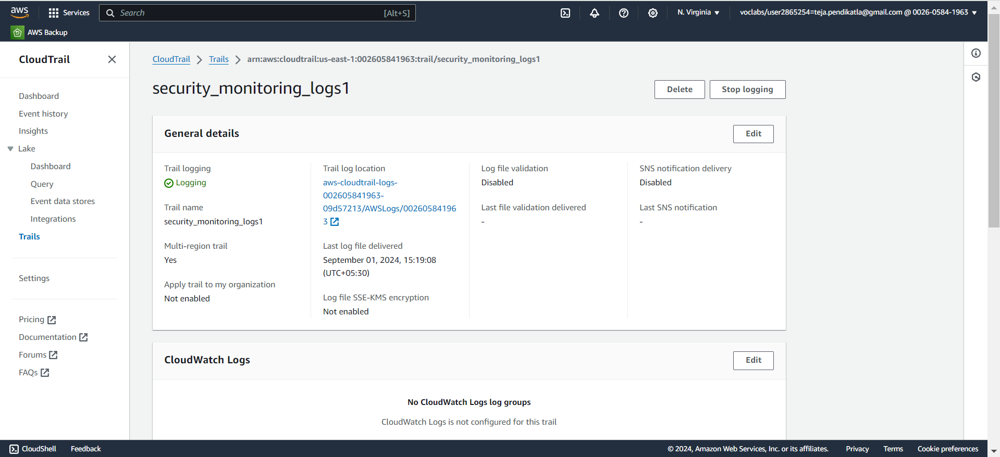 aws
Services
Search
[Alt+S]
N. Virginia
voclabs/user2865254=teja.pendikatla@gmail.com @ 0026-0584-1963
AWS Backup
CloudTrail
Dashboard
Event history
Insights
Lake
Dashboard
Query
Event data stores
Integrations
Trails
Settings
Pricing
Documentation
Forums
FAQs
CloudTrail > Trails > arn:aws:cloudtrail:us-east-1:002605841963:trail/security_monitoring_logs1
security_monitoring_logs1
Delete
Stop logging
General details
Edit
Trail logging
Logging
Trail name
security_monitoring_logs1
Multi-region trail
Yes
Apply trail to my organization
Not enabled
Trail log location
aws-cloudtrail-logs-
002605841963-
09d57213/AWSLogs/00260584196
3
Last log file delivered
September 01, 2024, 15:19:08
(UTC+05:30)
Log file SSE-KMS encryption
Not enabled
Log file validation
Disabled
Last file validation delivered
-
SNS notification delivery
Disabled
Last SNS notification
-
CloudWatch Logs
Edit
No CloudWatch Logs log groups
CloudWatch Logs is not configured for this trail
CloudShell
Feedback
© 2024, Amazon Web Services, Inc. or its affiliates.
Privacy
Terms
Cookie preferences